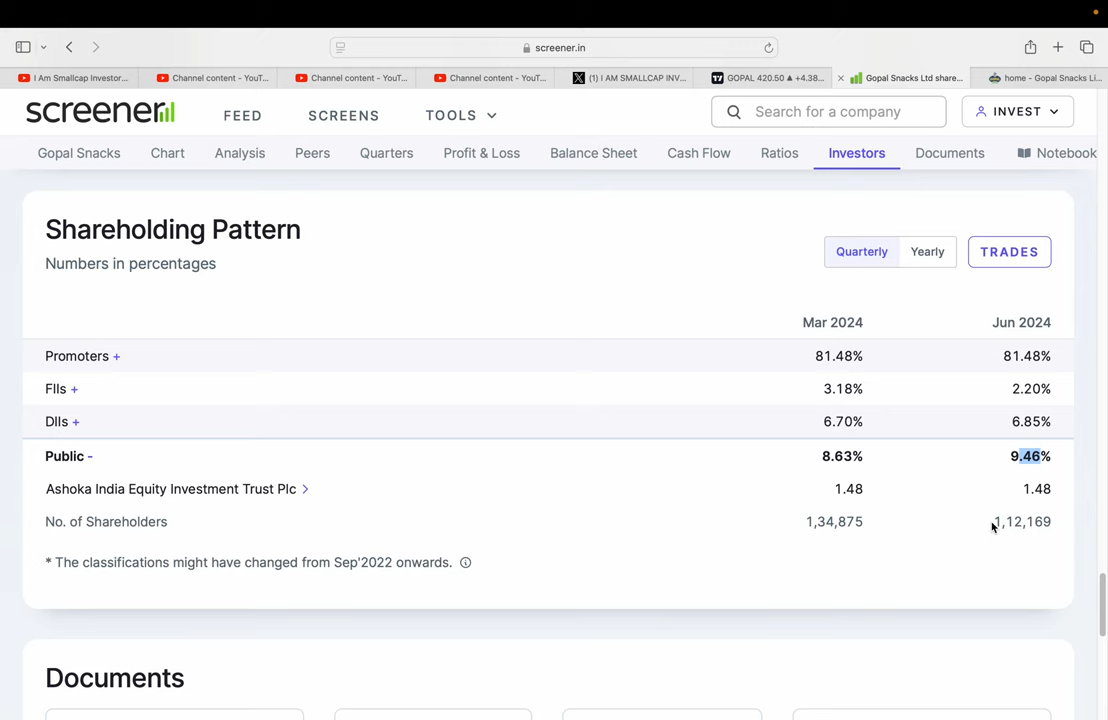 screener.in
I Am Smallcap Investor...
Channel content - YouT...
Channel content - YouT...
Channel content - YouT...
(1) I AM SMALLCAP INV...
GOPAL 420.50 ▲ +4.38...
Gopal Snacks Ltd share...
home - Gopal Snacks Li...
screener
FEED
SCREENS
TOOLS
Search for a company
INVEST
Gopal Snacks
Chart
Analysis
Peers
Quarters
Profit & Loss
Balance Sheet
Cash Flow
Ratios
Investors
Documents
Notebook
Shareholding Pattern
Numbers in percentages
Quarterly
Yearly
TRADES
Mar 2024 Jun 2024
Promoters + 81.48% 81.48%
FIIs + 3.18% 2.20%
DIIs + 6.70% 6.85%
Public - 8.63% 9.46%
Ashoka India Equity Investment Trust Plc 1.48 1.48
No. of Shareholders 1,34,875 1,12,169
* The classifications might have changed from Sep'2022 onwards.
Documents